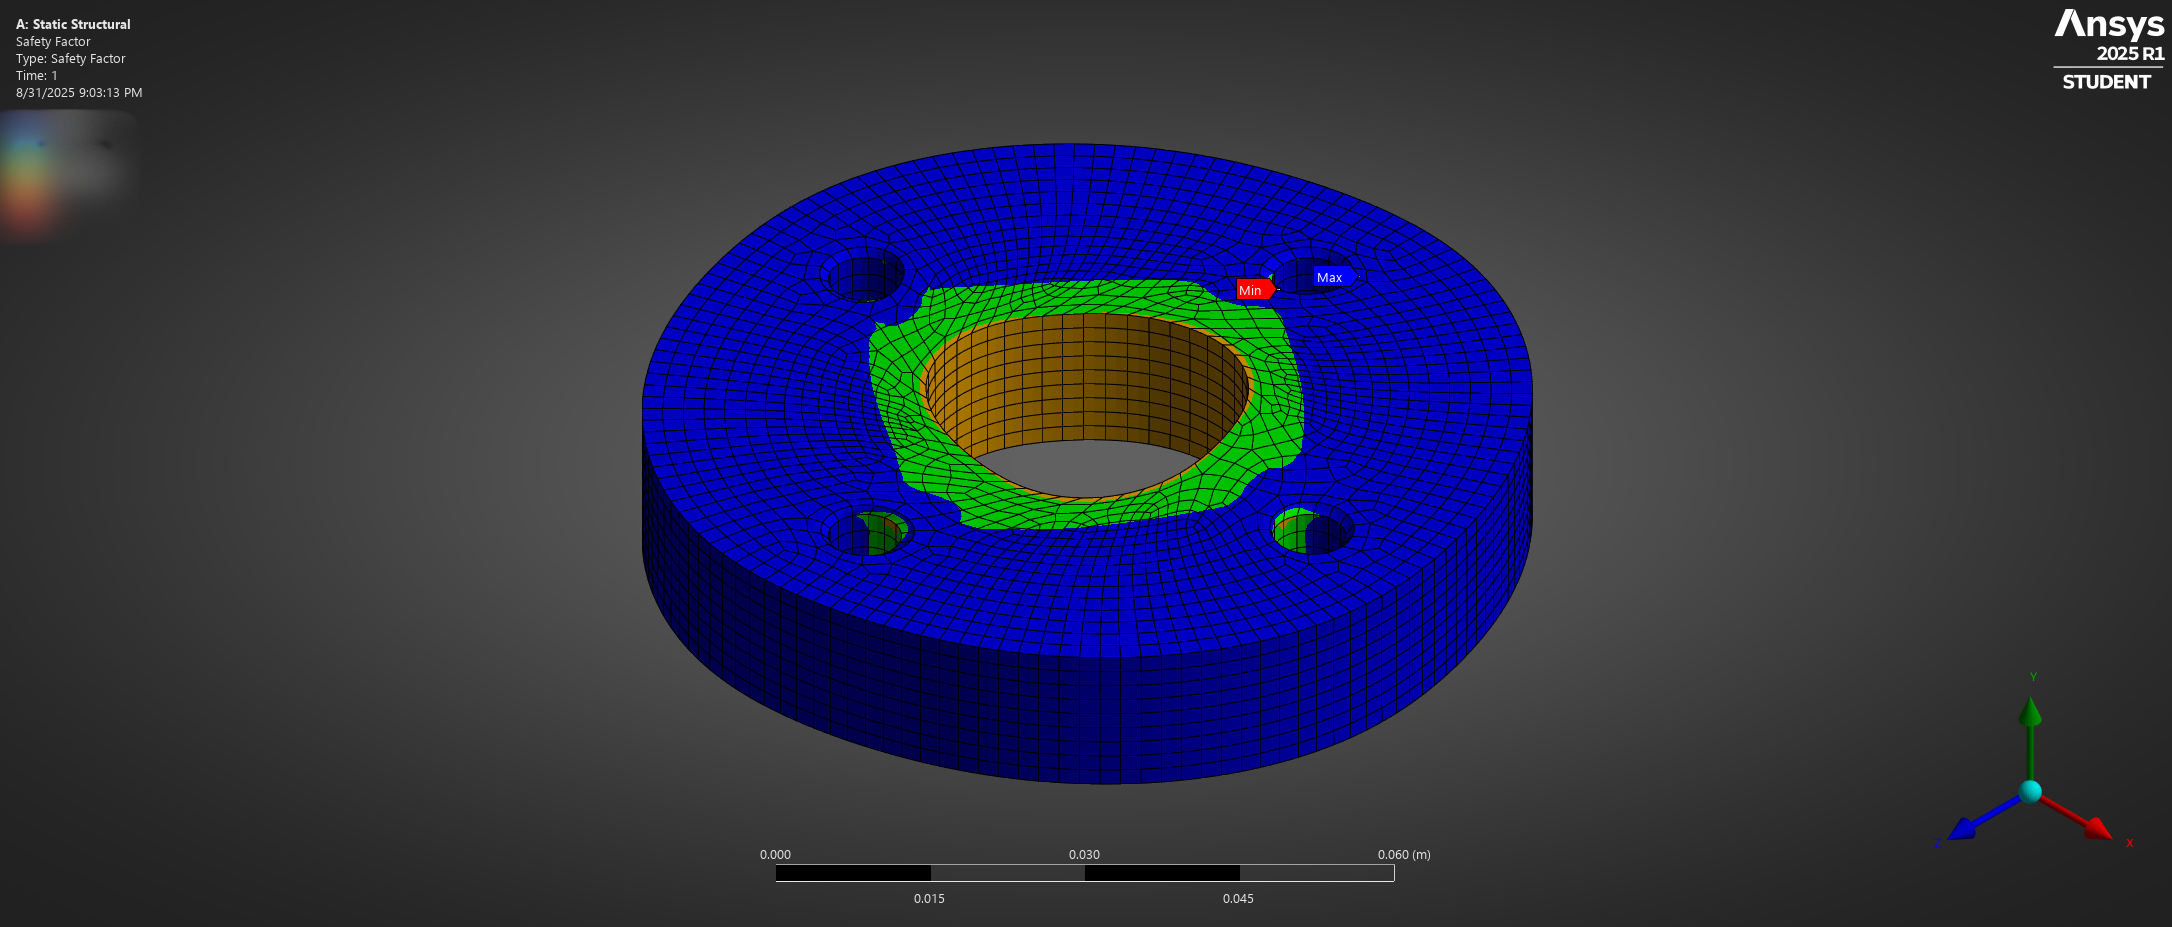 A: Static Structural
Safety Factor
Type: Safety Factor
Time: 1
8/31/2025 9:03:13 PM
Ansys
2025 R1
STUDENT
Min
Max
0.000
0.030
0.060 (m)
0.015
0.045
Y
Z
X